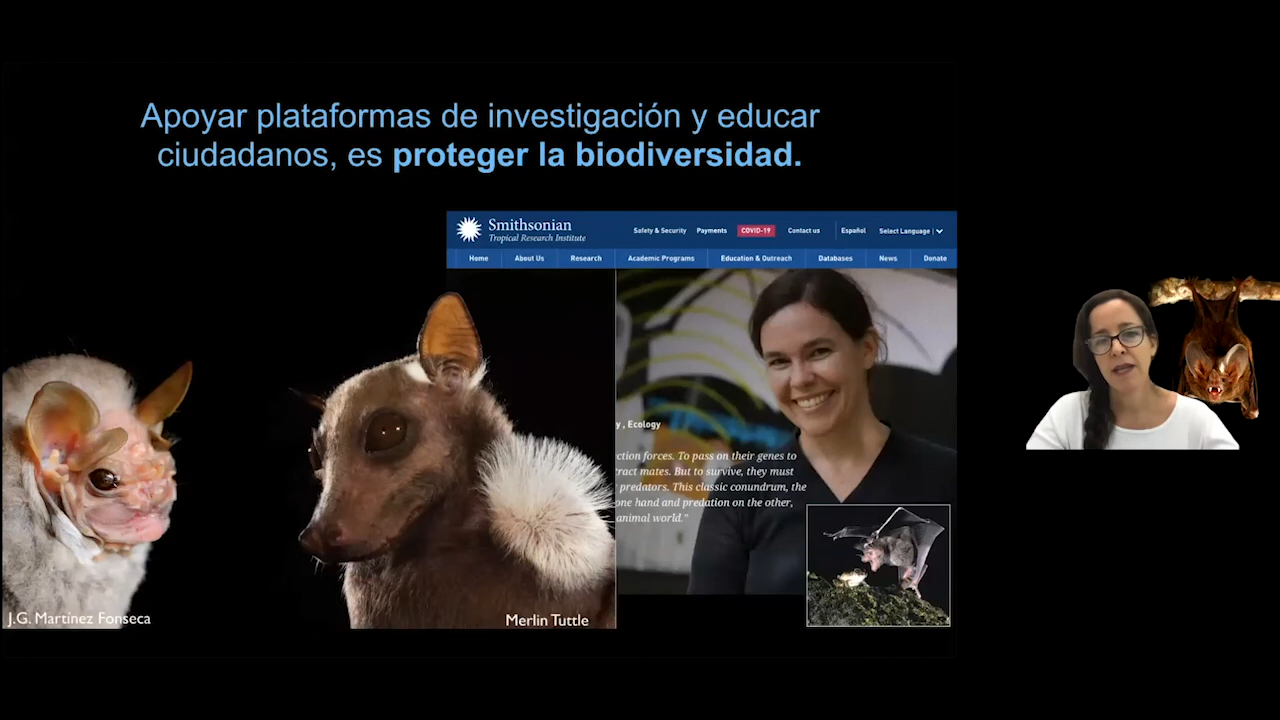 Apoyar plataformas de investigación y educar
ciudadanos, es proteger la biodiversidad.
Smithsonian
Tropical Research Institute
Safety & Security Payments COVID-19 Contact us Español Select Language
Home About Us Research Academic Programs Education & Outreach Databases News Donate
y , Ecology
ction forces. To pass on their genes to
ract mates. But to survive, they must
predators. This classic conundrum, the
one hand and predation on the other,
animal world."
J.G. Martínez Fonseca
Merlin Tuttle